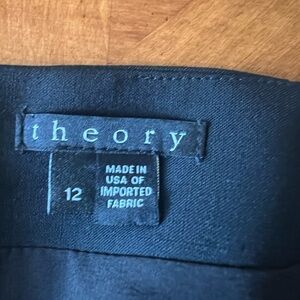 theory
12
MADE IN
USA OF
IMPORTED
FABRIC